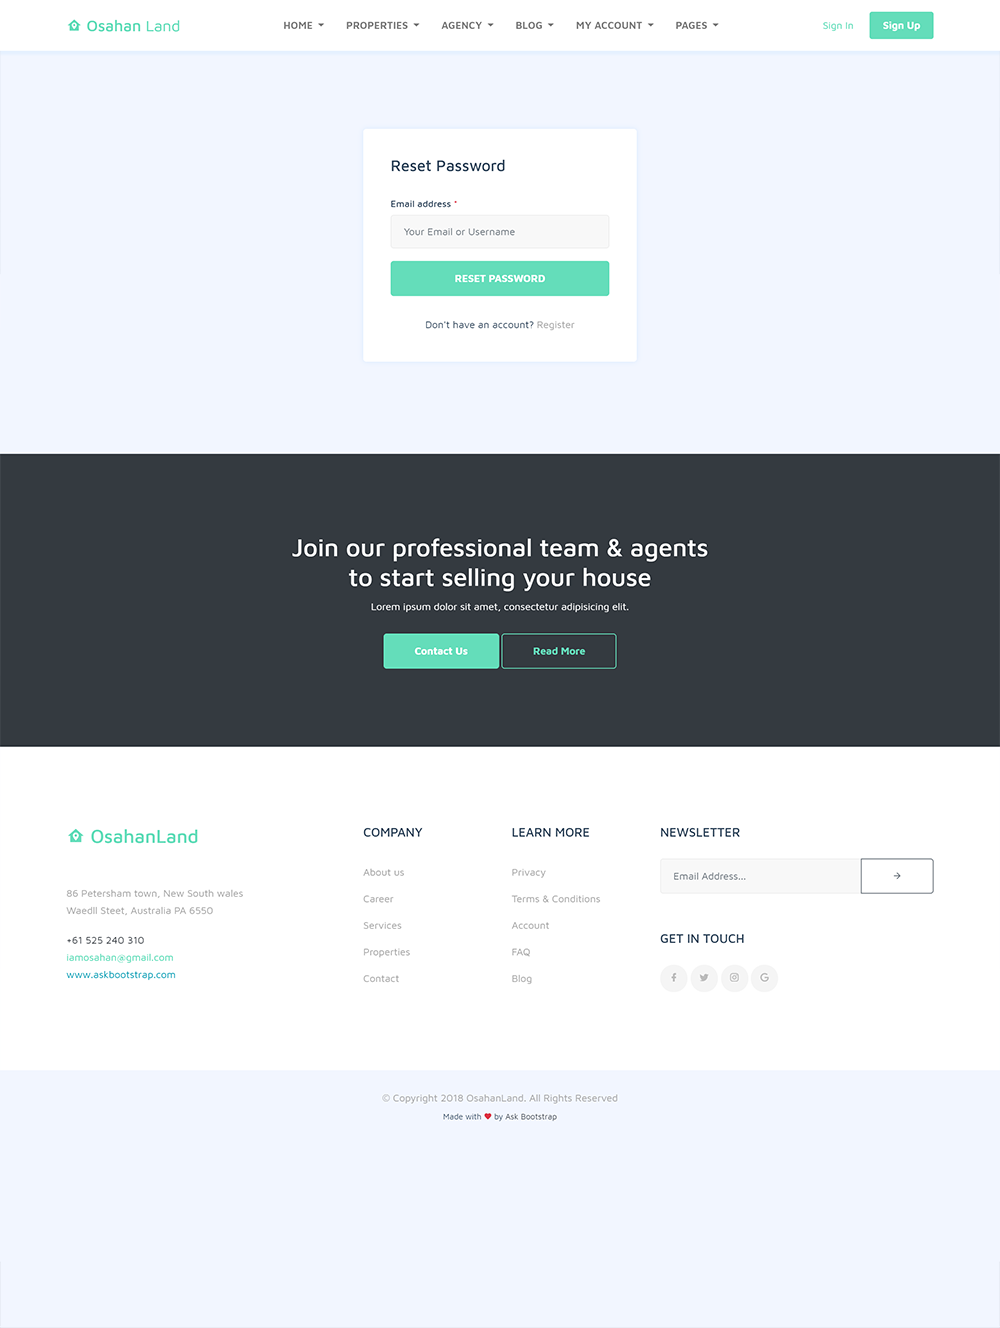 Osahan Land
HOME PROPERTIES AGENCY BLOG MY ACCOUNT PAGES
Sign In Sign Up
Reset Password
Email address *
Your Email or Username
RESET PASSWORD
Don't have an account? Register
Join our professional team & agents
to start selling your house
Lorem ipsum dolor sit amet, consectetur adipisicing elit.
Contact Us Read More
OsahanLand
86 Petersham town, New South wales
Waedll Steet, Australia PA 6550
+61 525 240 310
iamosahan@gmail.com
www.askbootstrap.com
COMPANY
About us
Career
Services
Properties
Contact
LEARN MORE
Privacy
Terms & Conditions
Account
FAQ
Blog
NEWSLETTER
Email Address...
GET IN TOUCH
© Copyright 2018 OsahanLand. All Rights Reserved
Made with ♥ by Ask Bootstrap